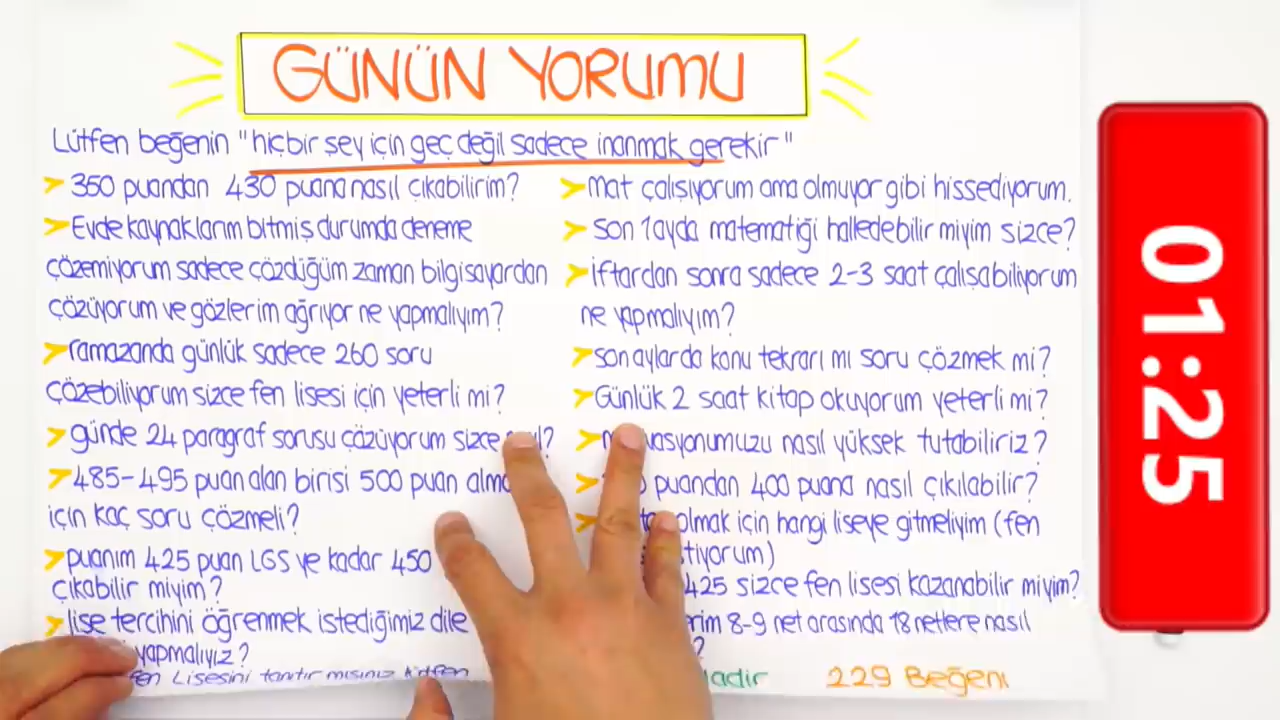 GÜNÜN YORUMU
Lütfen beğenin "hiçbir şey için geç değil sadece inanmak gerekir"
➤ 350 puandan 430 puana nasıl çıkabilirim?
➤ Evde kaynaklarım bitmiş durumda deneme
çözemiyorum sadece çözdüğüm zaman bilgisayardan
çözüyorum ve gözlerim ağrıyor ne yapmalıyım?
➤ ramazanda günlük sadece 260 soru
çözebiliyorum sizce fen lisesi için yeterli mi?
➤ günde 24 paragraf sorusu çözüyorum sizce
➤ 485-495 puan alan birisi 500 puan
için kaç soru çözmeli?
➤ puanım 425 puan LGS ye kadar 450
çıkabilir miyim?
➤ lise tercihini öğrenmek istediğimiz dile
yapmalıyız?
fen Lisesini tanıtır mısınız lütfen
➤ mat çalışıyorum ama olmuyor gibi hissediyorum.
➤ son 1 ayda matematiği halledebilir miyim sizce?
➤ iftardan sonra sadece 2-3 saat çalışabiliyorum
ne yapmalıyım?
➤ son aylarda konu tekrarı mı soru çözmek mi?
➤ Günlük 2 saat kitap okuyorum yeterli mi?
➤ nasıl yüksek tutabiliriz?
➤ puandan 400 puana nasıl çıkılabilir?
➤ olmak için hangi liseye gitmeliyim (fen
425 sizce fen lisesi kazanabilir miyim?
8-9 net arasında 18 netlere nasıl
229 Beğeni
01:25